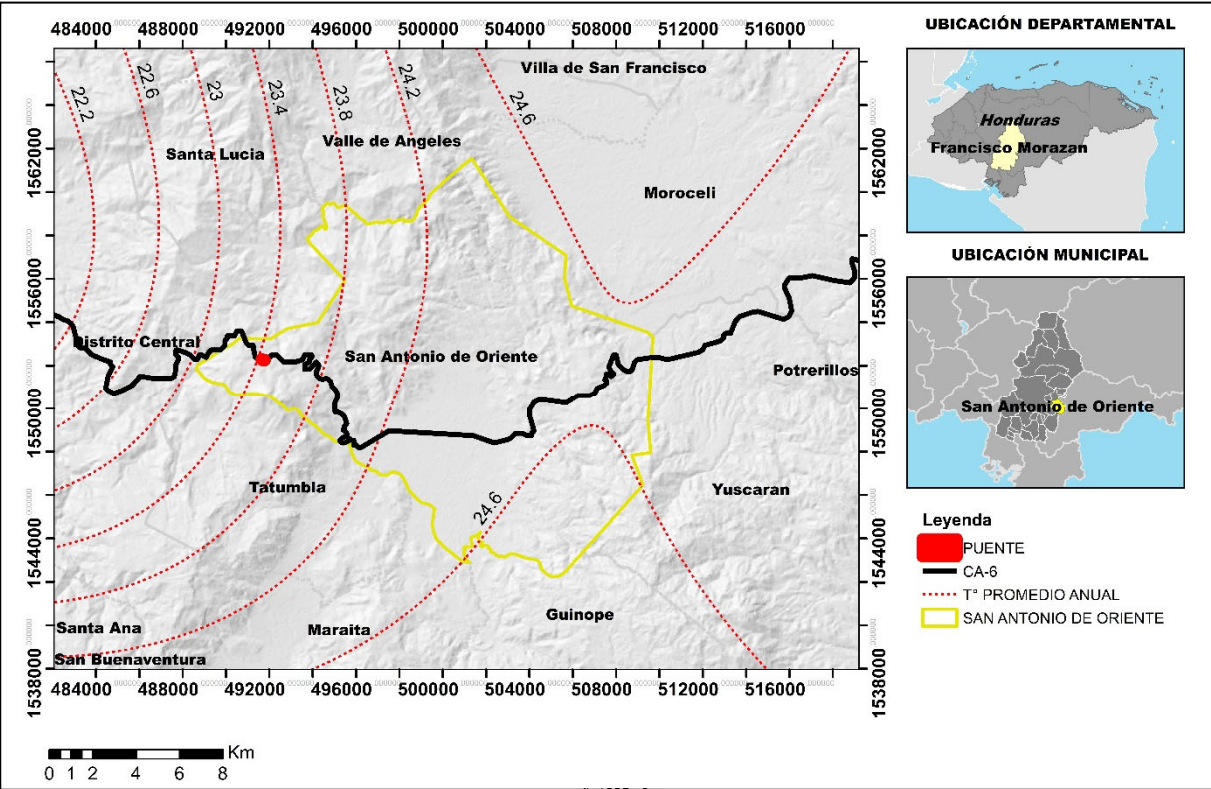 484000 488000 492000 496000 500000 504000 508000 512000 516000
22.2
22.6
23
23.4
23.8
24.2
24.6
Villa de San Francisco
Valle de Angeles
Santa Lucia
Moroceli
Distrito Central
San Antonio de Oriente
Potrerillos
Tatumbla
Yuscaran
24.6
Guinope
Santa Ana
Maraita
San Buenaventura
1562000
1556000
1550000
1544000
1538000
1562000
1556000
1550000
1544000
1538000
484000 488000 492000 496000 500000 504000 508000 512000 516000
Km
0 1 2 4 6 8
UBICACIÓN DEPARTAMENTAL
Honduras
Francisco Morazan
UBICACIÓN MUNICIPAL
San Antonio de Oriente
Leyenda
PUENTE
CA-6
T° PROMEDIO ANUAL
SAN ANTONIO DE ORIENTE